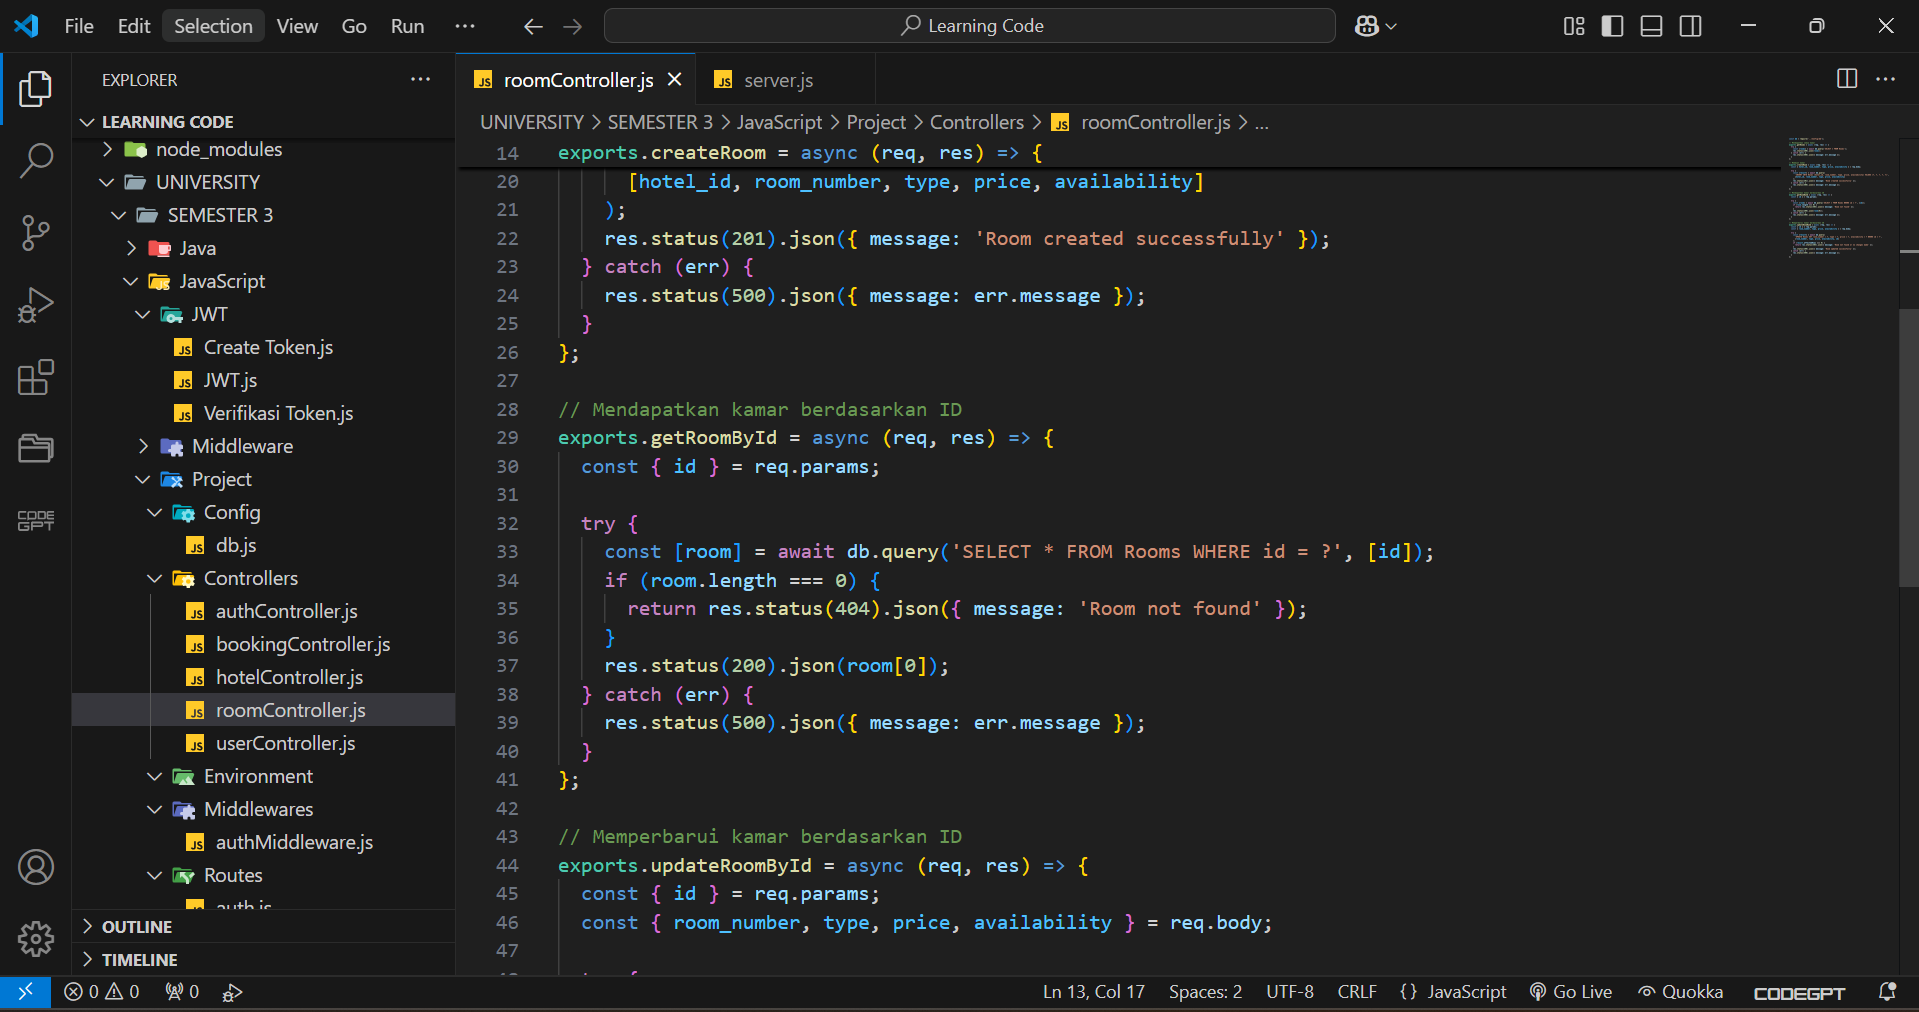 File Edit Selection View Go Run ··· Learning Code
EXPLORER ···
LEARNING CODE
node_modules
UNIVERSITY
SEMESTER 3
Java
JavaScript
JWT
Create Token.js
JWT.js
Verifikasi Token.js
Middleware
Project
Config
db.js
Controllers
authController.js
bookingController.js
hotelController.js
roomController.js
userController.js
Environment
Middlewares
authMiddleware.js
Routes
auth.js
OUTLINE
TIMELINE
CODE
GPT
JS roomController.js JS server.js
UNIVERSITY > SEMESTER 3 > JavaScript > Project > Controllers > JS roomController.js > ...
14 exports.createRoom = async (req, res) => {
20 [hotel_id, room_number, type, price, availability]
21 );
22 res.status(201).json({ message: 'Room created successfully' });
23 } catch (err) {
24 res.status(500).json({ message: err.message });
25 }
26 };
27
28 // Mendapatkan kamar berdasarkan ID
29 exports.getRoomById = async (req, res) => {
30 const { id } = req.params;
31
32 try {
33 const [room] = await db.query('SELECT * FROM Rooms WHERE id = ?', [id]);
34 if (room.length === 0) {
35 return res.status(404).json({ message: 'Room not found' });
36 }
37 res.status(200).json(room[0]);
38 } catch (err) {
39 res.status(500).json({ message: err.message });
40 }
41 };
42
43 // Memperbarui kamar berdasarkan ID
44 exports.updateRoomById = async (req, res) => {
45 const { id } = req.params;
46 const { room_number, type, price, availability } = req.body;
47
0 0 0 Ln 13, Col 17 Spaces: 2 UTF-8 CRLF {} JavaScript Go Live Quokka CODEGPT